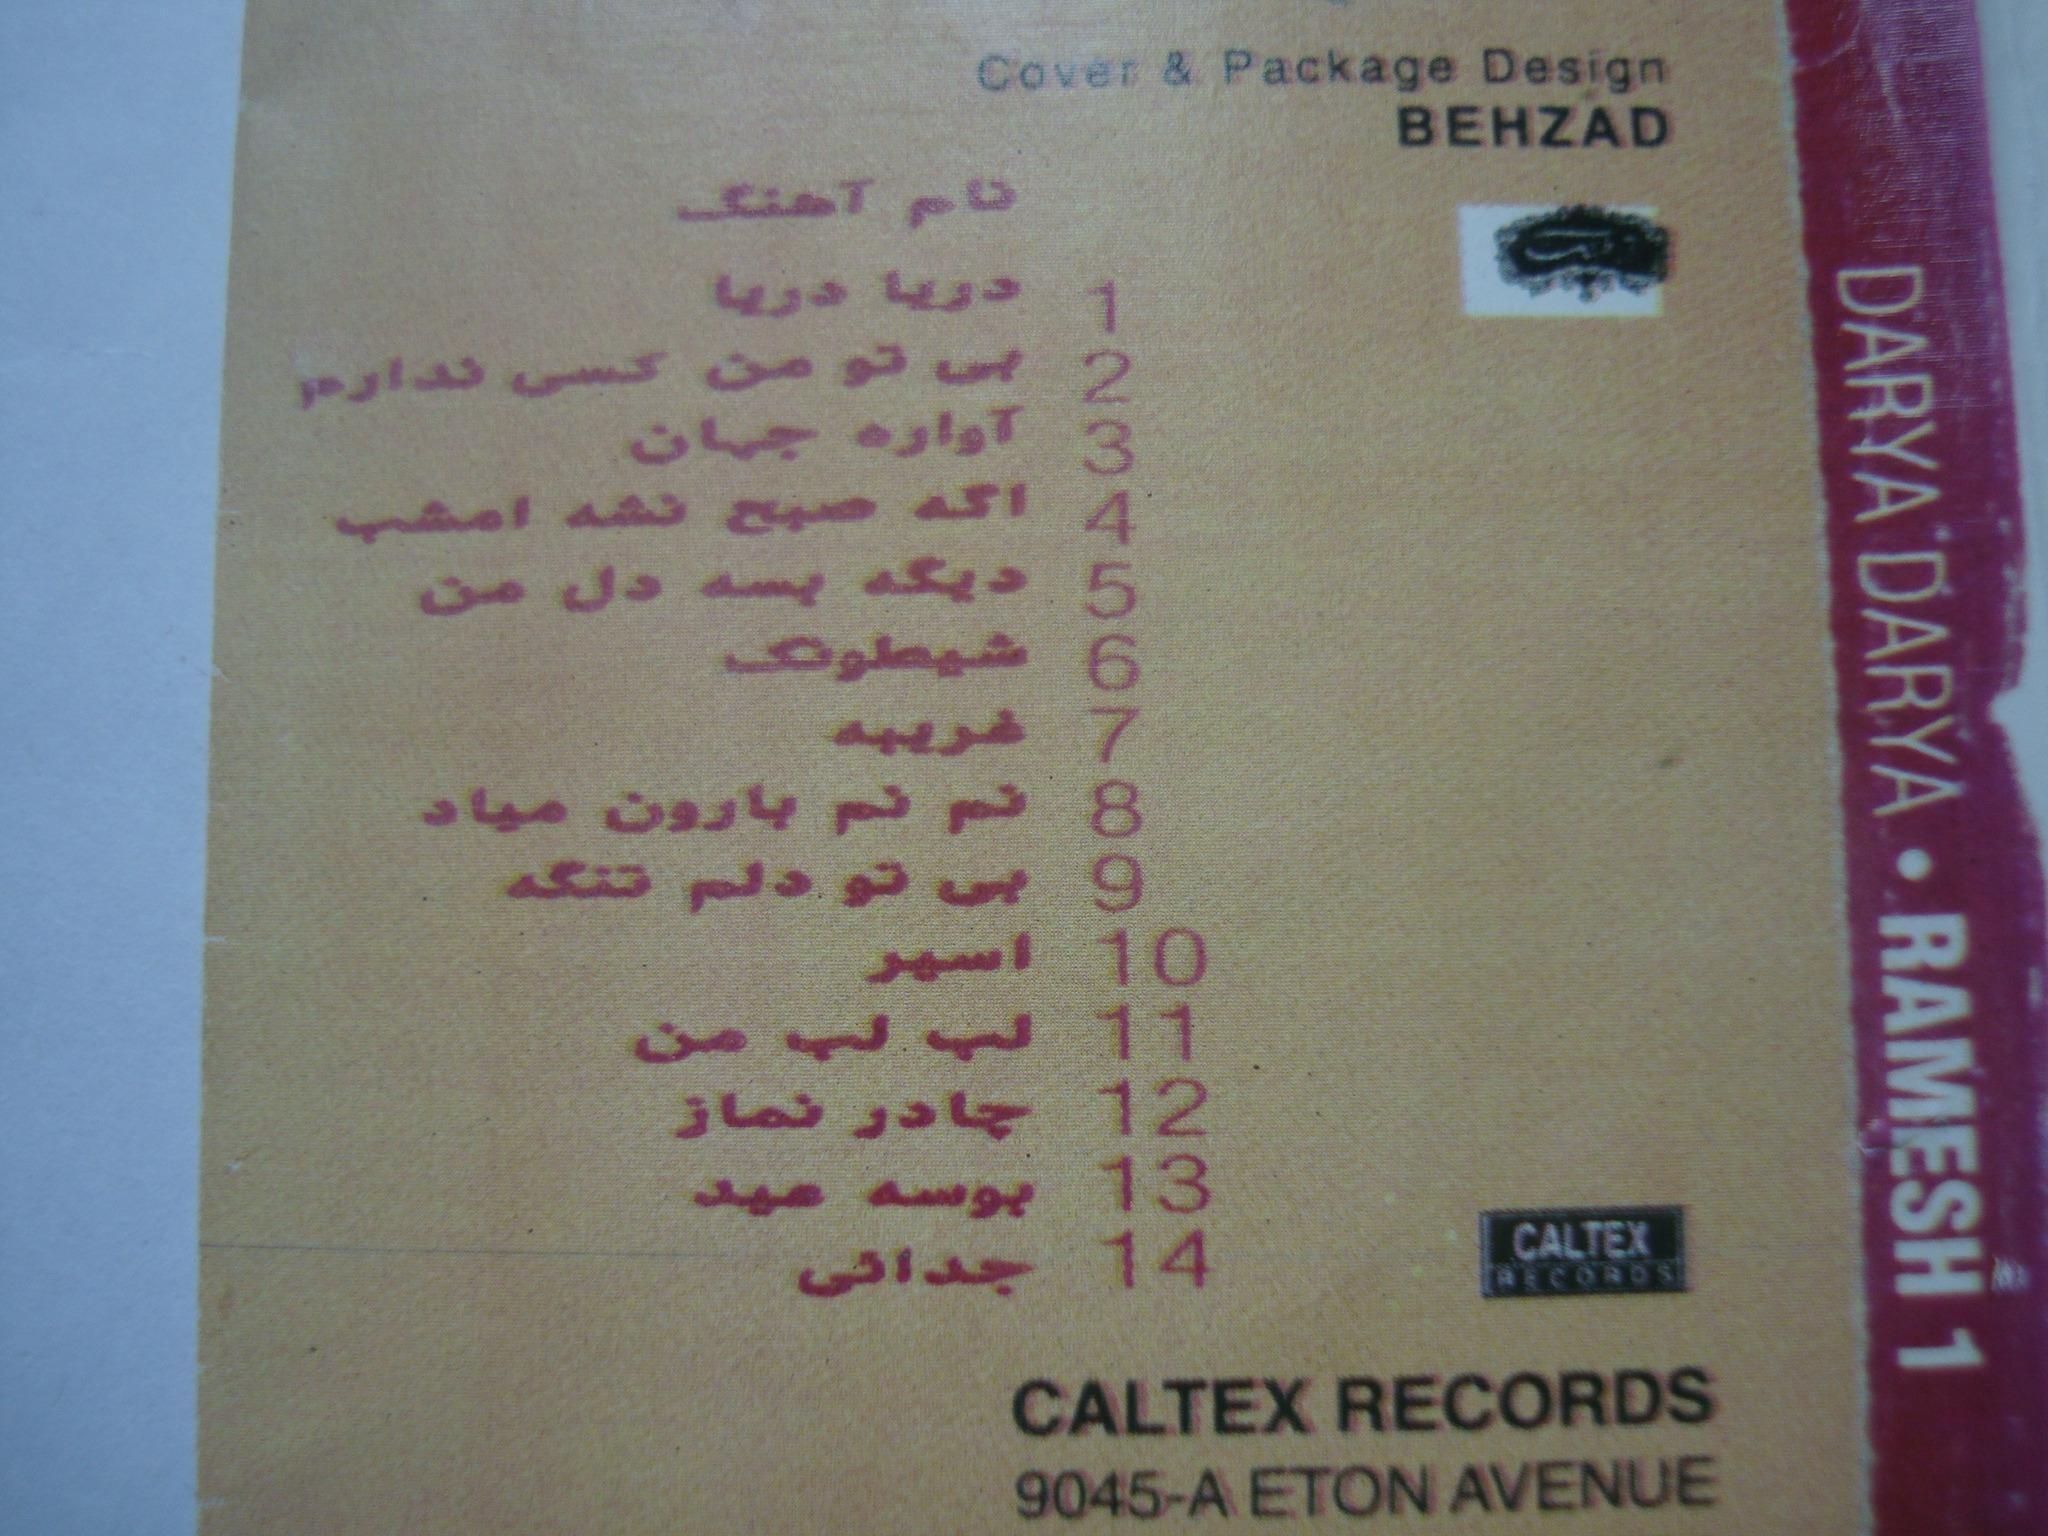 Cover & Package Design
BEHZAD
نام آهنگ
1 دریا دریا
2 بی تو من کسی ندارم
3 آواره جهان
4 اگه صبح نشه امشب
5 دیگه بسه دل من
6 شیطونک
7 غریبه
8 نم نم بارون میاد
9 بی تو دلم تنگه
10 اسیر
11 لب لب من
12 چادر نماز
13 بوسه عید
14 جدائی
CALTEX
RECORDS
CALTEX RECORDS
9045-A ETON AVENUE
DARYA DARYA • RAMESH 1